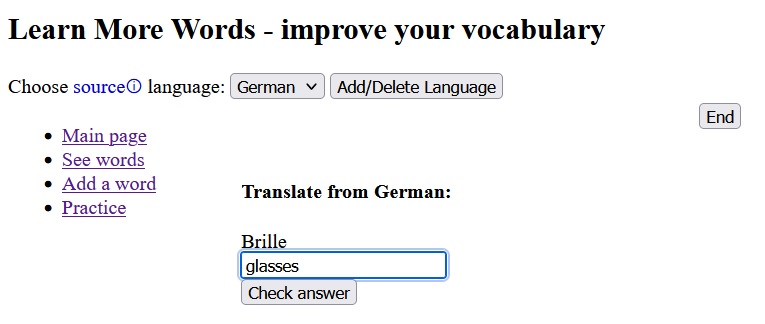 Learn More Words - improve your vocabulary
Choose sourceⓘ language: German Add/Delete Language
End
Main page
See words
Add a word
Practice
Translate from German:
Brille
glasses
Check answer